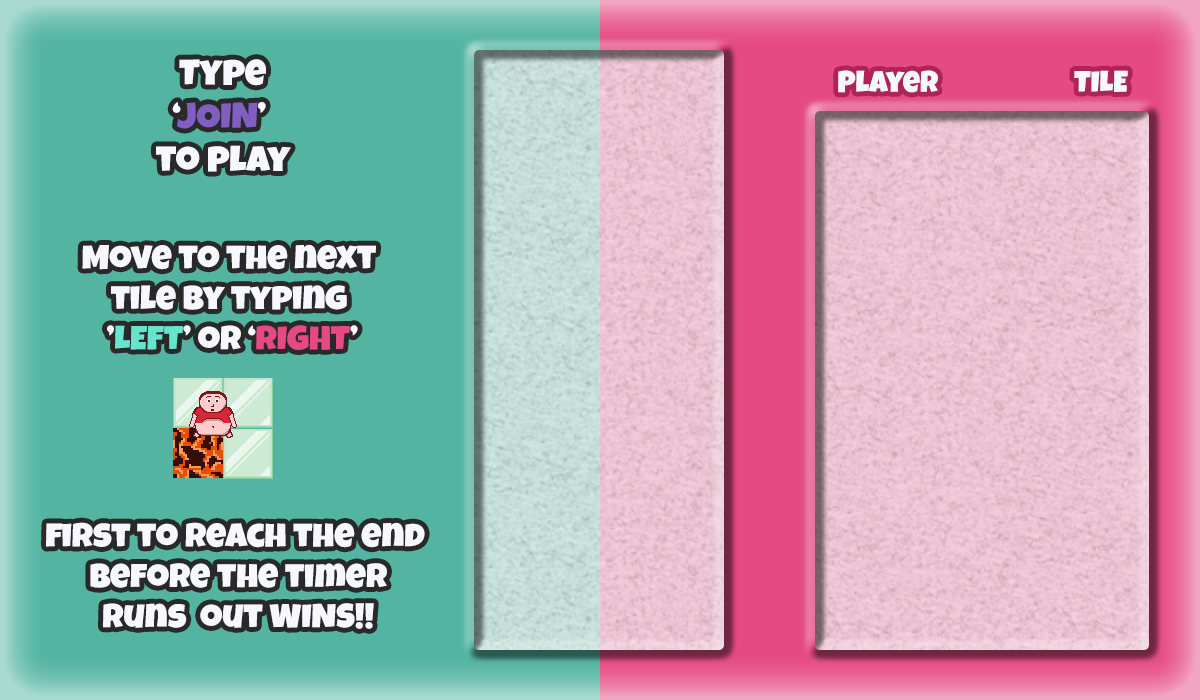 TYPE
‘JOIN’
TO PLAY
MOVE TO THE NEXT
TILE BY TYPING
’LEFT’ OR ‘RIGHT’
FIRST TO REACH THE END
BEFORE THE TIMER
RUNS OUT WINS!!
PLAYER TILE